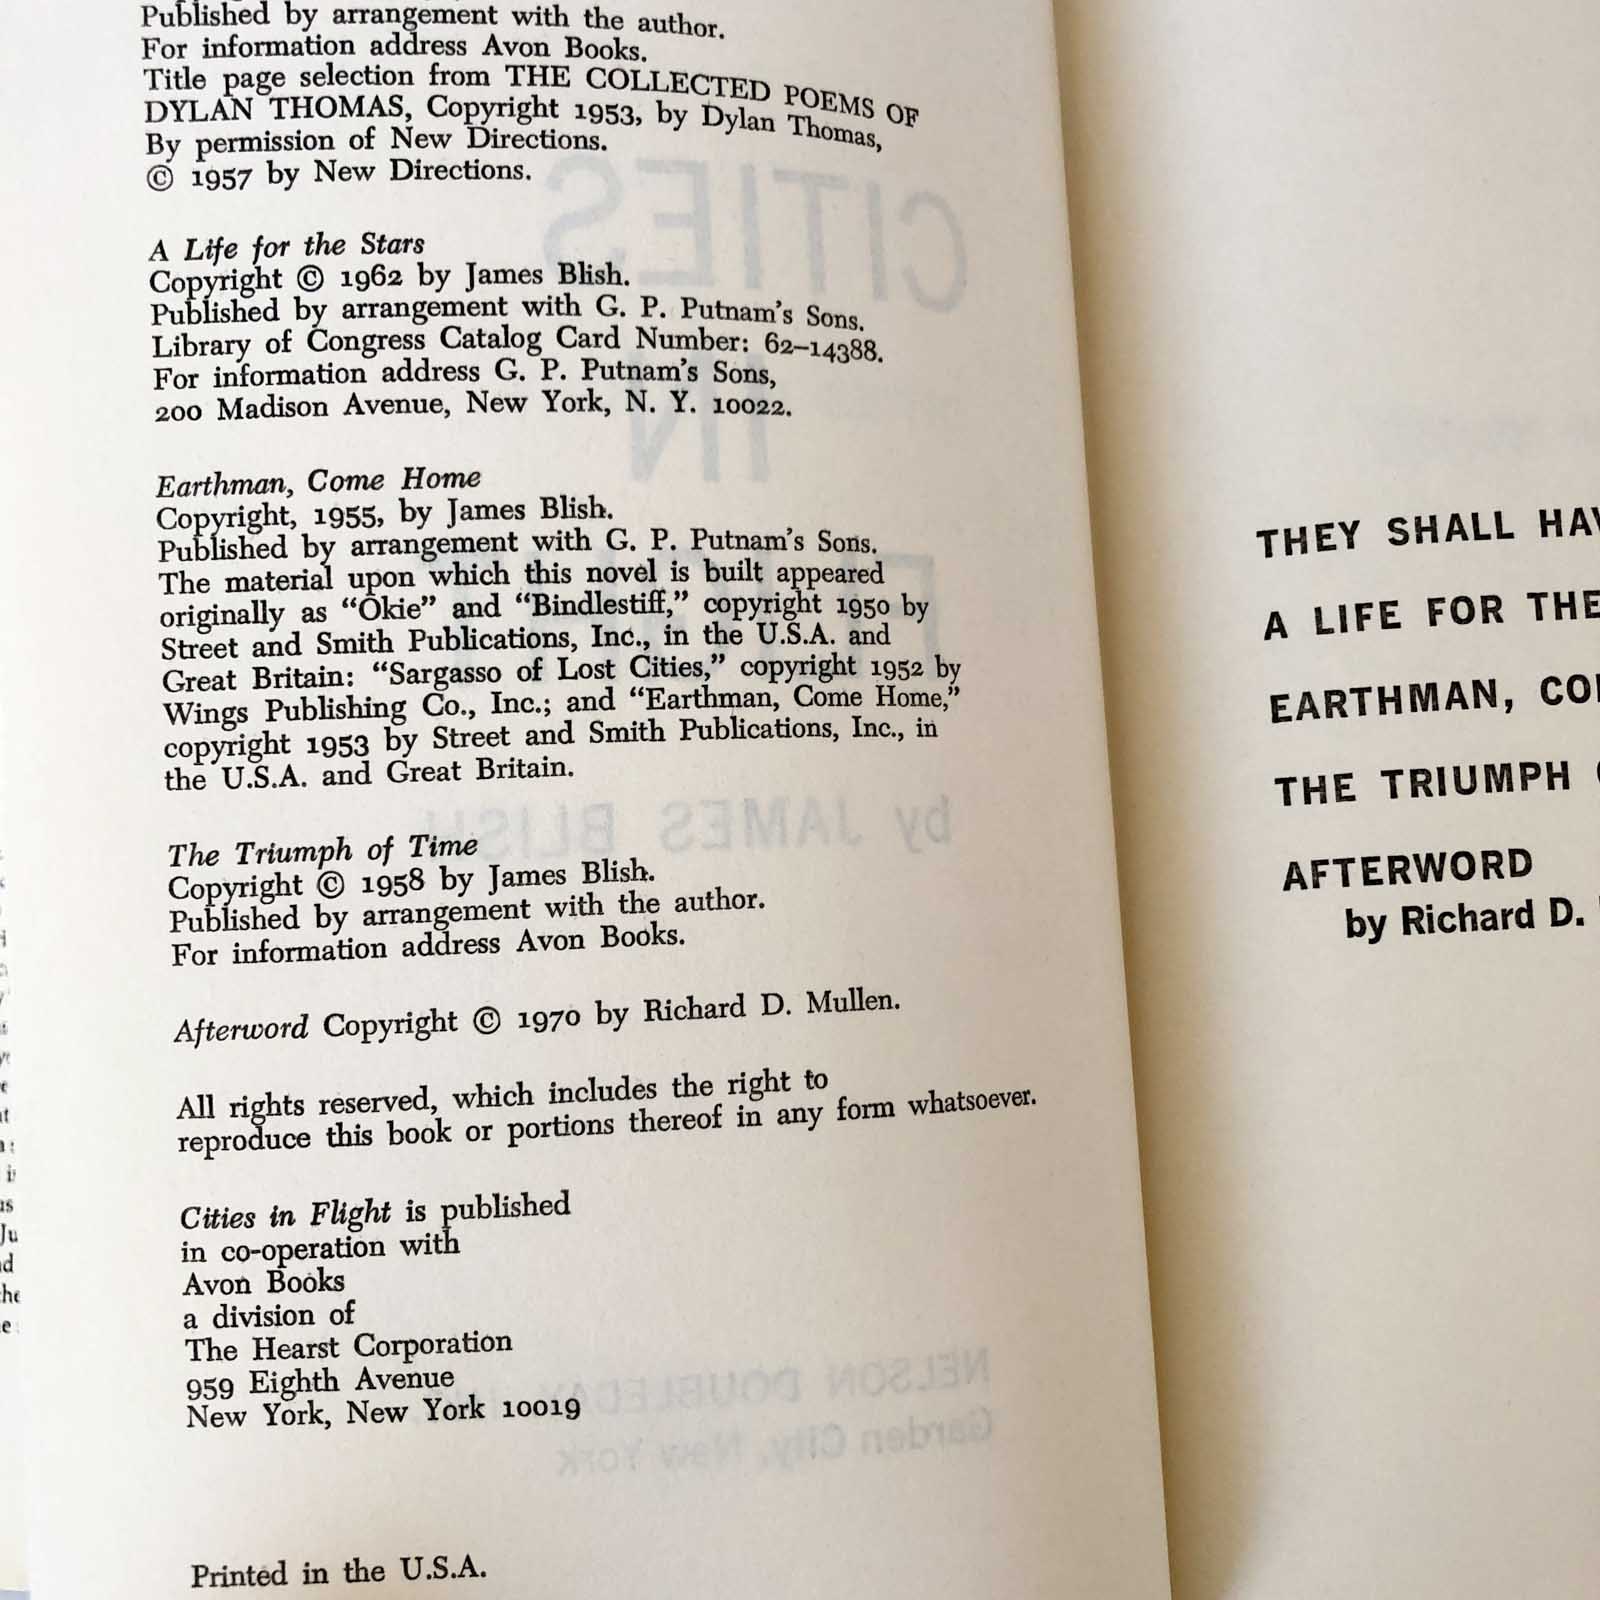 Published by arrangement with the author.
For information address Avon Books.
Title page selection from THE COLLECTED POEMS OF
DYLAN THOMAS, Copyright 1953, by Dylan Thomas,
By permission of New Directions.
© 1957 by New Directions.
A Life for the Stars
Copyright © 1962 by James Blish.
Published by arrangement with G. P. Putnam's Sons.
Library of Congress Catalog Card Number: 62–14388.
For information address G. P. Putnam's Sons,
200 Madison Avenue, New York, N. Y. 10022.
Earthman, Come Home
Copyright, 1955, by James Blish.
Published by arrangement with G. P. Putnam's Sons.
The material upon which this novel is built appeared
originally as “Okie” and “Bindlestiff,” copyright 1950 by
Street and Smith Publications, Inc., in the U.S.A. and
Great Britain: “Sargasso of Lost Cities,” copyright 1952 by
Wings Publishing Co., Inc.; and “Earthman, Come Home,”
copyright 1953 by Street and Smith Publications, Inc., in
the U.S.A. and Great Britain.
The Triumph of Time
Copyright © 1958 by James Blish.
Published by arrangement with the author.
For information address Avon Books.
Afterword Copyright © 1970 by Richard D. Mullen.
All rights reserved, which includes the right to
reproduce this book or portions thereof in any form whatsoever.
Cities in Flight is published
in co-operation with
Avon Books
a division of
The Hearst Corporation
959 Eighth Avenue
New York, New York 10019
Printed in the U.S.A.
THEY SHALL
A LIFE FOR THE
EARTHMAN,
THE TRIUMPH
AFTERWORD
by Richard D.